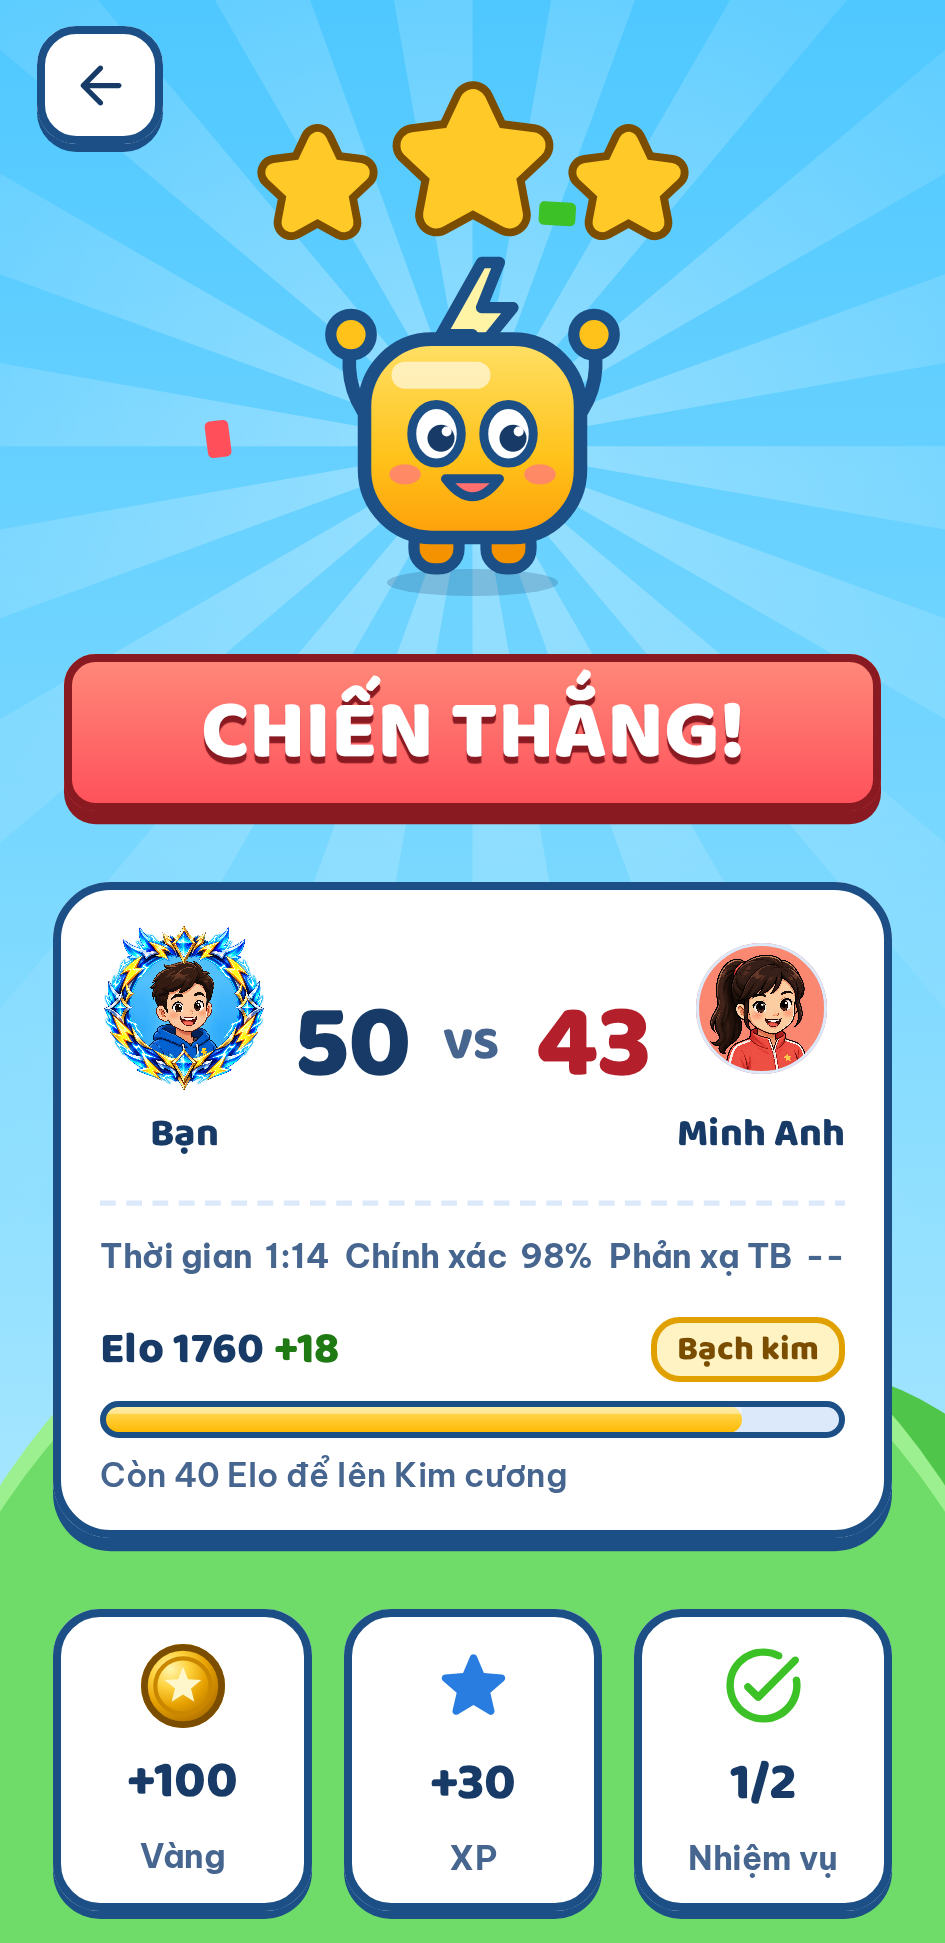 CHIẾN THẮNG!
50 vs 43
Bạn Minh Anh
Thời gian 1:14 Chính xác 98% Phản xạ TB --
Elo 1760 +18 Bạch kim
Còn 40 Elo để lên Kim cương
+100 +30 1/2
Vàng XP Nhiệm vụ